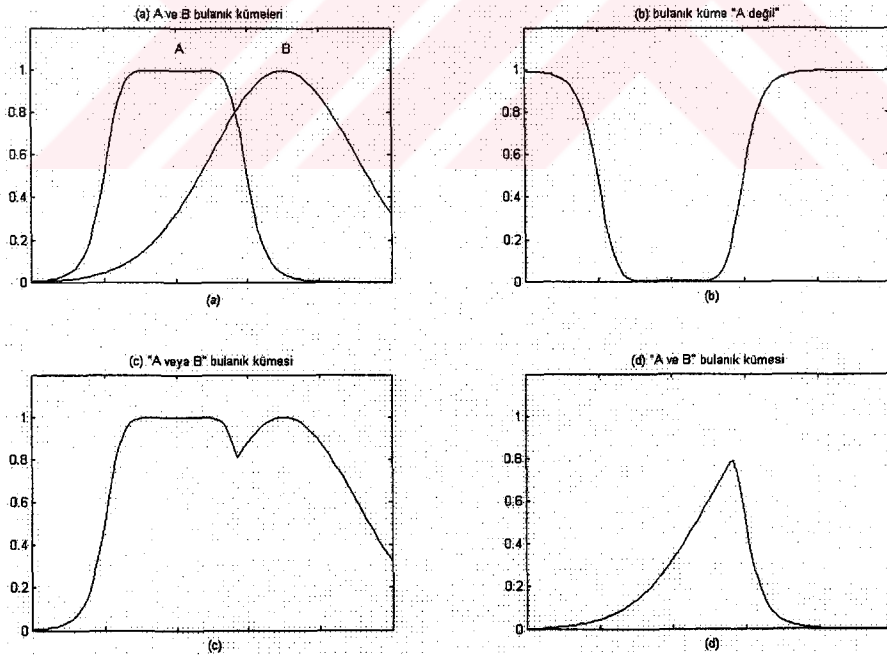 (a) A ve B bulanık kümeleri
A
B
1
0.8
0.6
0.4
0.2
0
(a)
(b) bulanık küme "A değil"
1
0.8
0.6
0.4
0.2
0
(b)
(c) "A veya B" bulanık kümesi
1
0.8
0.6
0.4
0.2
0
(c)
(d) "A ve B" bulanık kümesi
1
0.8
0.6
0.4
0.2
0
(d)